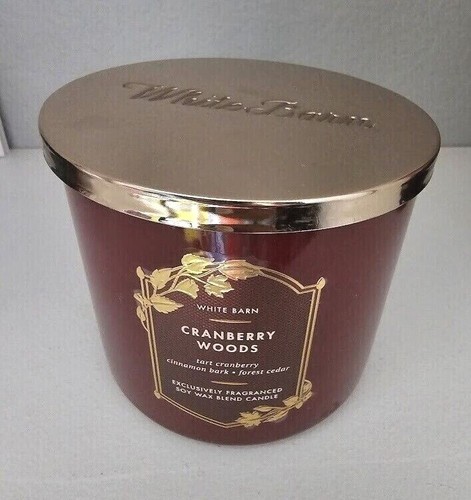 White Barn
WHITE BARN
CRANBERRY
WOODS
tart cranberry
cinnamon bark • forest cedar
EXCLUSIVELY FRAGRANCED
SOY WAX BLEND CANDLE